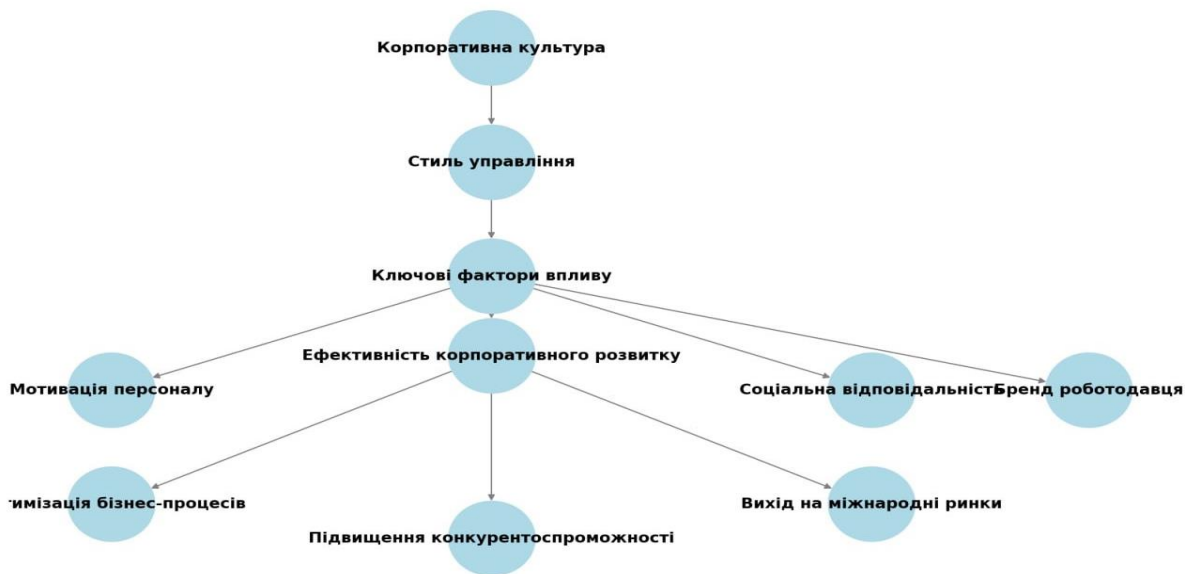 Корпоративна культура
Стиль управління
Ключові фактори впливу
Ефективність корпоративного розвитку
Мотивація персоналу
Соціальна відповідальність
Бренд роботодавця
тимізація бізнес-процесів
Вихід на міжнародні ринки
Підвищення конкурентоспроможності